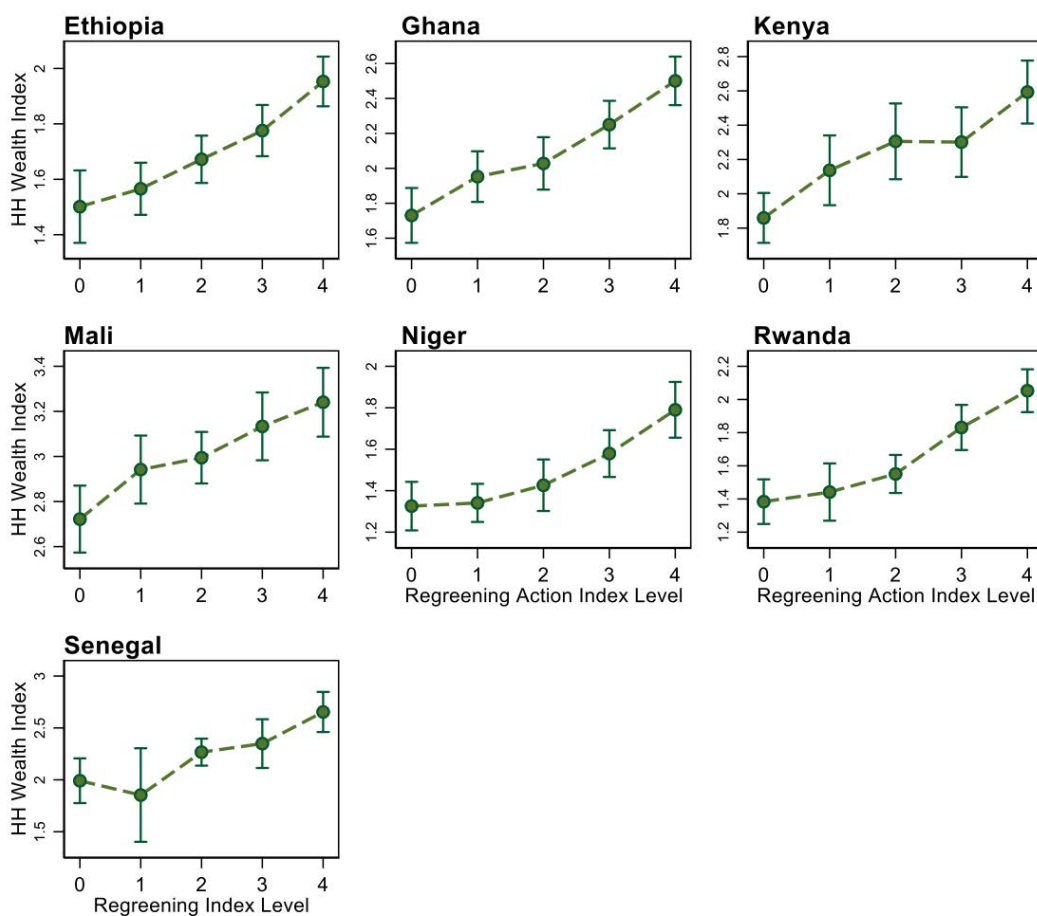 Ethiopia
HH Wealth Index
2
1.8
1.6
1.4
0 1 2 3 4
Ghana
2.6
2.4
2.2
2
1.8
1.6
0 1 2 3 4
Kenya
2.8
2.6
2.4
2.2
2
1.8
0 1 2 3 4
Mali
HH Wealth Index
3.4
3.2
3
2.8
2.6
0 1 2 3 4
Niger
2
1.8
1.6
1.4
1.2
0 1 2 3 4
Regreening Action Index Level
Rwanda
2.2
2
1.8
1.6
1.4
1.2
0 1 2 3 4
Regreening Action Index Level
Senegal
HH Wealth Index
3
2.5
2
1.5
0 1 2 3 4
Regreening Index Level